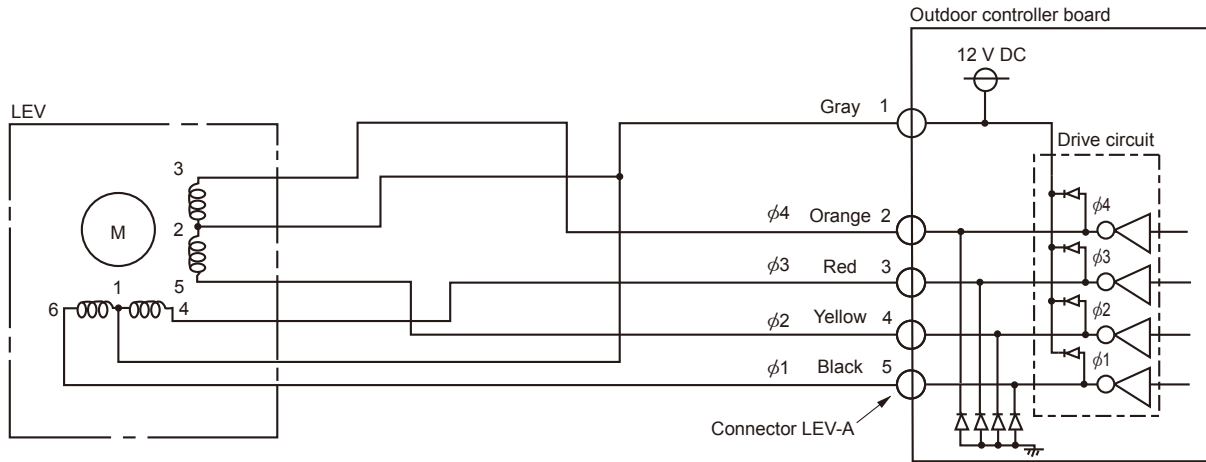 Outdoor controller board
12 V DC
LEV
Gray 1
Drive circuit
3
ϕ4 Orange 2
ϕ4
M
2
ϕ3 Red 3
ϕ3
5
1
6
4
ϕ2 Yellow 4
ϕ2
ϕ1 Black 5
ϕ1
Connector LEV-A